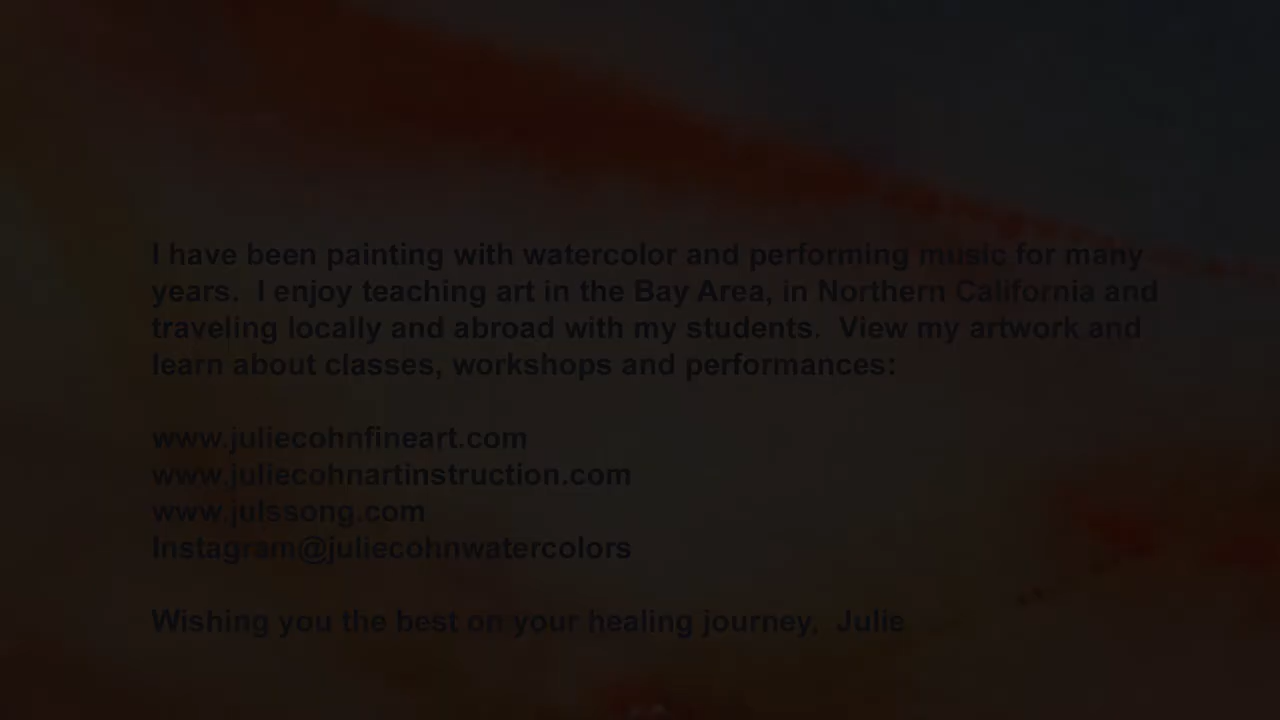 I have been painting with watercolor and performing music for many
years.  I enjoy teaching art in the Bay Area, in Northern California and
traveling locally and abroad with my students.  View my artwork and
learn about classes, workshops and performances:
www.juliecohnfineart.com
www.juliecohnartinstruction.com
www.julssong.com
Instagram@juliecohnwatercolors
Wishing you the best on your healing journey,  Julie